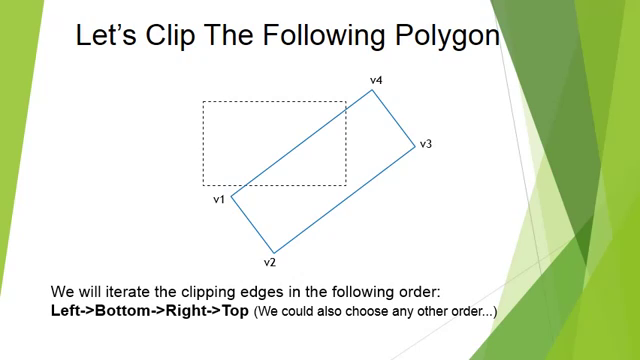 Let’s Clip The Following Polygon
v4
v3
v1
v2
We will iterate the clipping edges in the following order:
Left->Bottom->Right->Top (We could also choose any other order...)